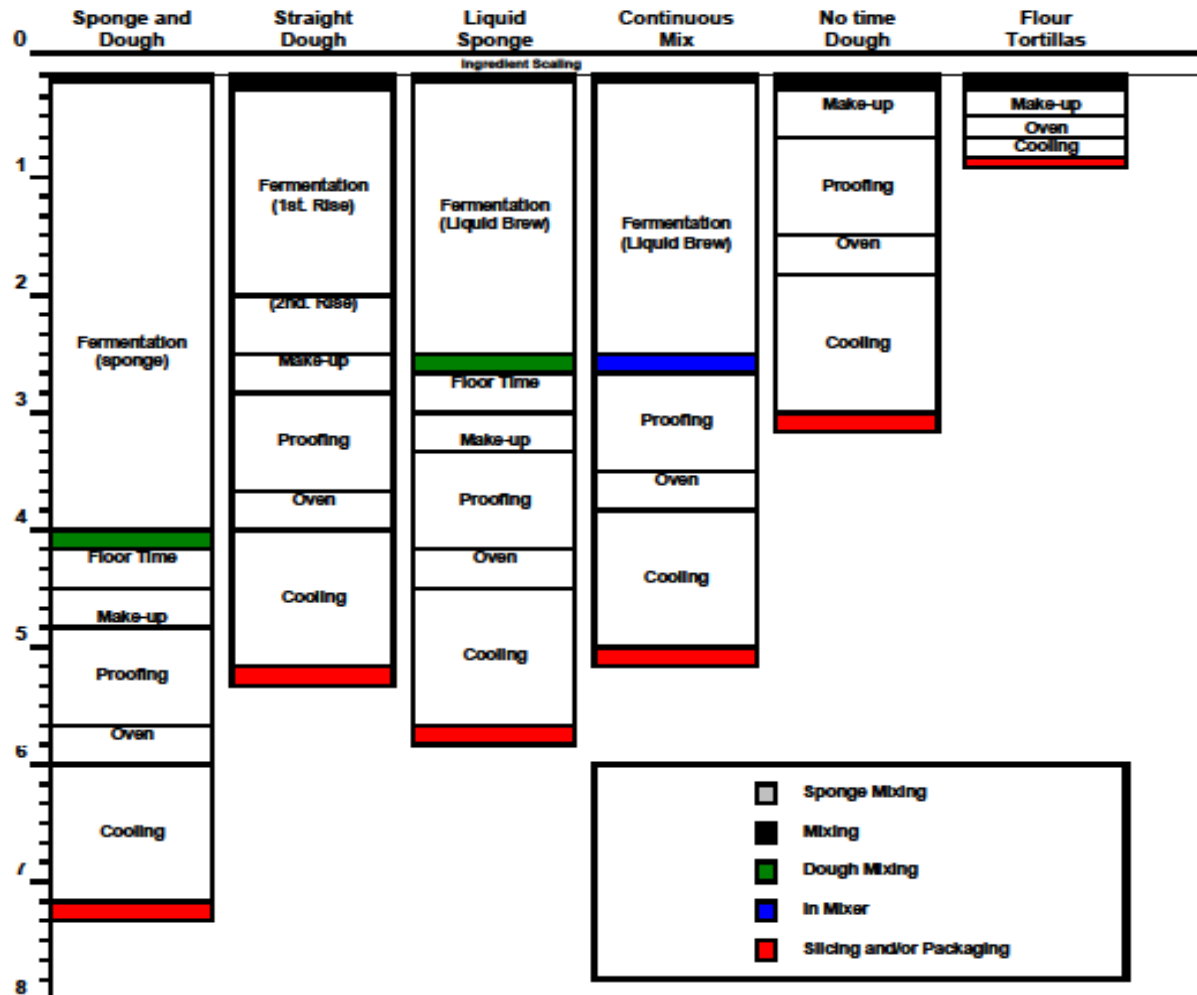 Sponge and Dough
Straight Dough
Liquid Sponge
Continuous Mix
No time Dough
Flour Tortillas
0
Ingredient Scaling
1
2
3
4
5
6
7
8
Fermentation
(sponge)
Floor Time
Make-up
Proofing
Oven
Cooling
Fermentation
(1st. Rise)
(2nd. Rise)
Make-up
Proofing
Oven
Cooling
Fermentation
(Liquid Brew)
Floor Time
Make-up
Proofing
Oven
Cooling
Fermentation
(Liquid Brew)
Proofing
Oven
Cooling
Make-up
Proofing
Oven
Cooling
Make-up
Oven
Cooling
Sponge Mixing
Mixing
Dough Mixing
In Mixer
Slicing and/or Packaging